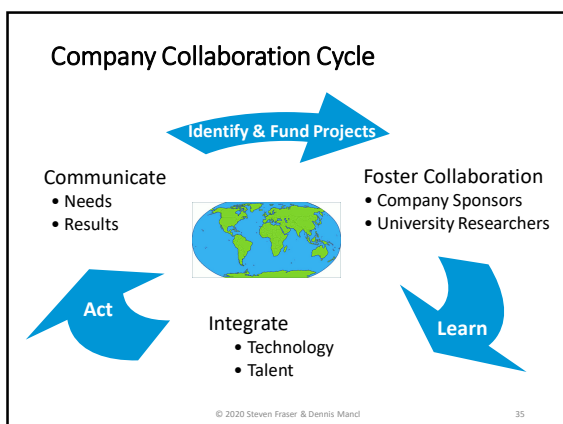 Company Collaboration Cycle
Identify & Fund Projects
Communicate
• Needs
• Results
Foster Collaboration
• Company Sponsors
• University Researchers
Act
Learn
Integrate
• Technology
• Talent
© 2020 Steven Fraser & Dennis Mancl
35